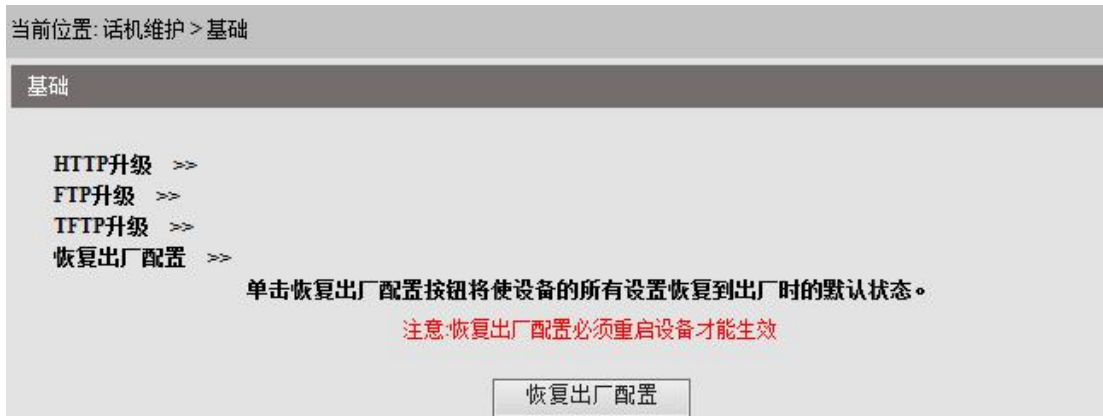 当前位置: 话机维护 > 基础
基础
HTTP升级 >>
FTP升级 >>
TFTP升级 >>
恢复出厂配置 >>
单击恢复出厂配置按钮将使设备的所有设置恢复到出厂时的默认状态。
注意:恢复出厂配置必须重启设备才能生效
恢复出厂配置